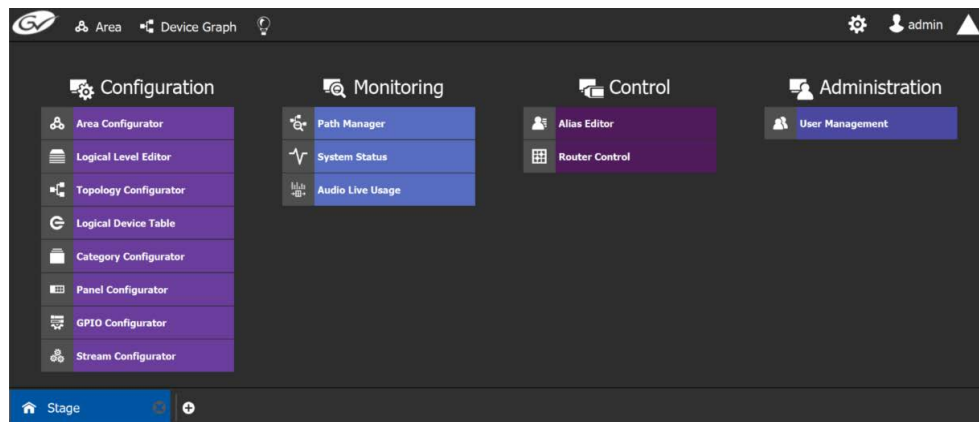 GV Area Device Graph admin
Configuration
Area Configurator
Logical Level Editor
Topology Configurator
Logical Device Table
Category Configurator
Panel Configurator
GPIO Configurator
Stream Configurator
Monitoring
Path Manager
System Status
Audio Live Usage
Control
Alias Editor
Router Control
Administration
User Management
Stage